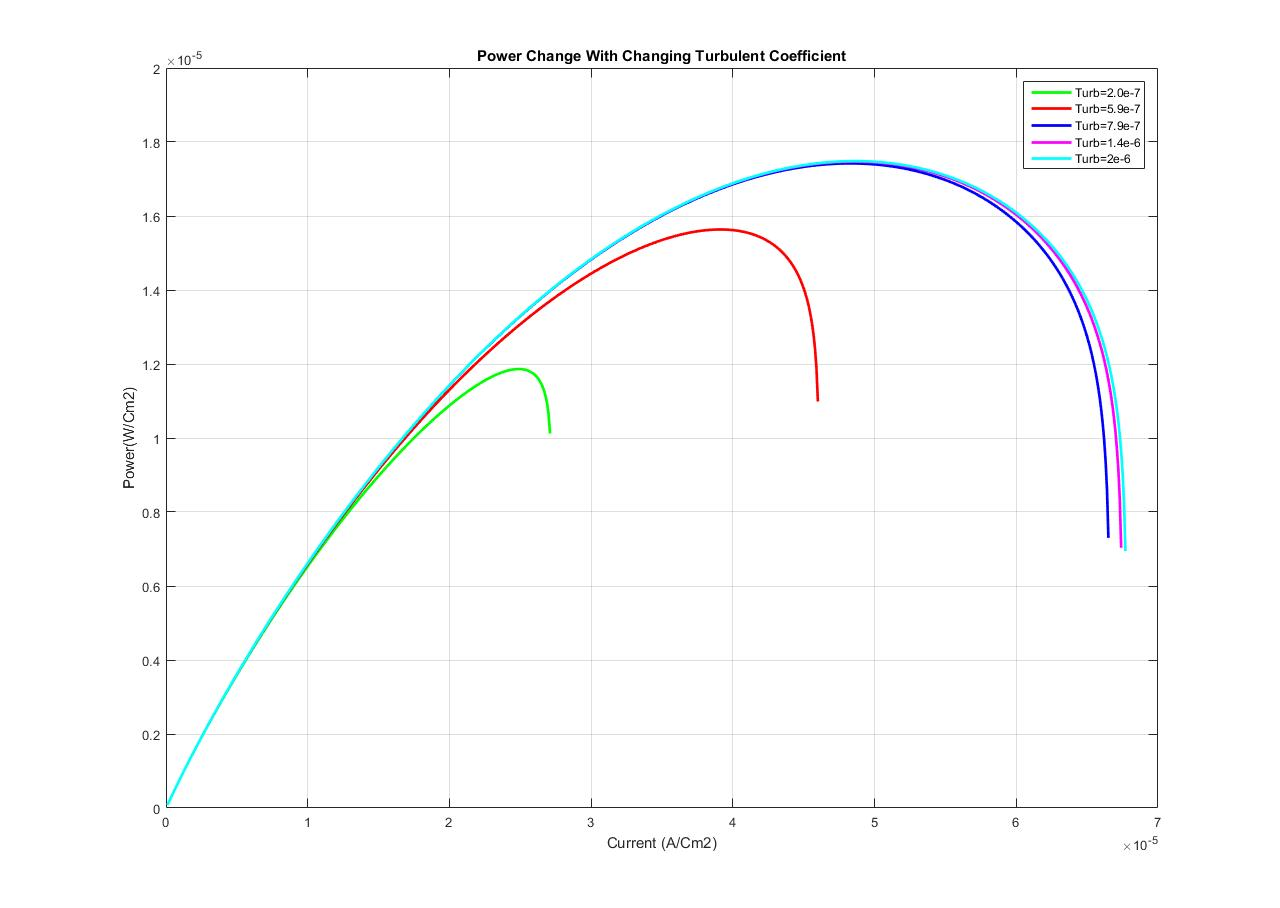 Power Change With Changing Turbulent Coefficient
×10-5
2
1.8
1.6
1.4
1.2
1
0.8
0.6
0.4
0.2
0
Power(W/Cm2)
Turb=2.0e-7
Turb=5.9e-7
Turb=7.9e-7
Turb=1.4e-6
Turb=2e-6
0 1 2 3 4 5 6 7
Current (A/Cm2)
×10-5